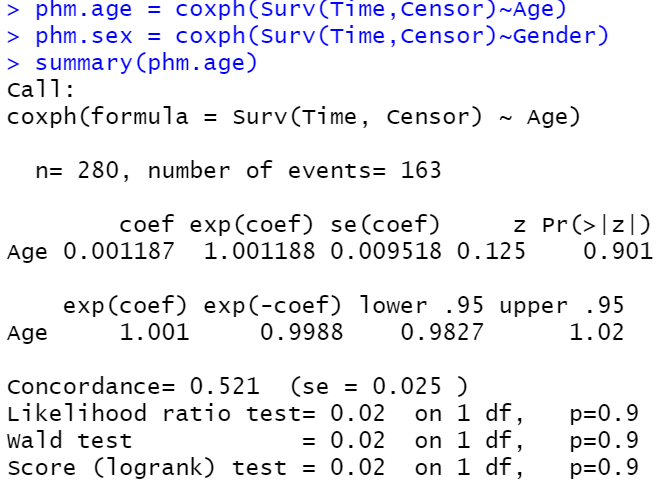 > phm.age = coxph(Surv(Time,Censor)~Age)
> phm.sex = coxph(Surv(Time,Censor)~Gender)
> summary(phm.age)
Call:
coxph(formula = Surv(Time, Censor) ~ Age)
n= 280, number of events= 163
coef exp(coef) se(coef) z Pr(>|z|)
Age 0.001187 1.001188 0.009518 0.125 0.901
exp(coef) exp(-coef) lower .95 upper .95
Age 1.001 0.9988 0.9827 1.02
Concordance= 0.521 (se = 0.025 )
Likelihood ratio test= 0.02 on 1 df, p=0.9
Wald test = 0.02 on 1 df, p=0.9
Score (logrank) test = 0.02 on 1 df, p=0.9